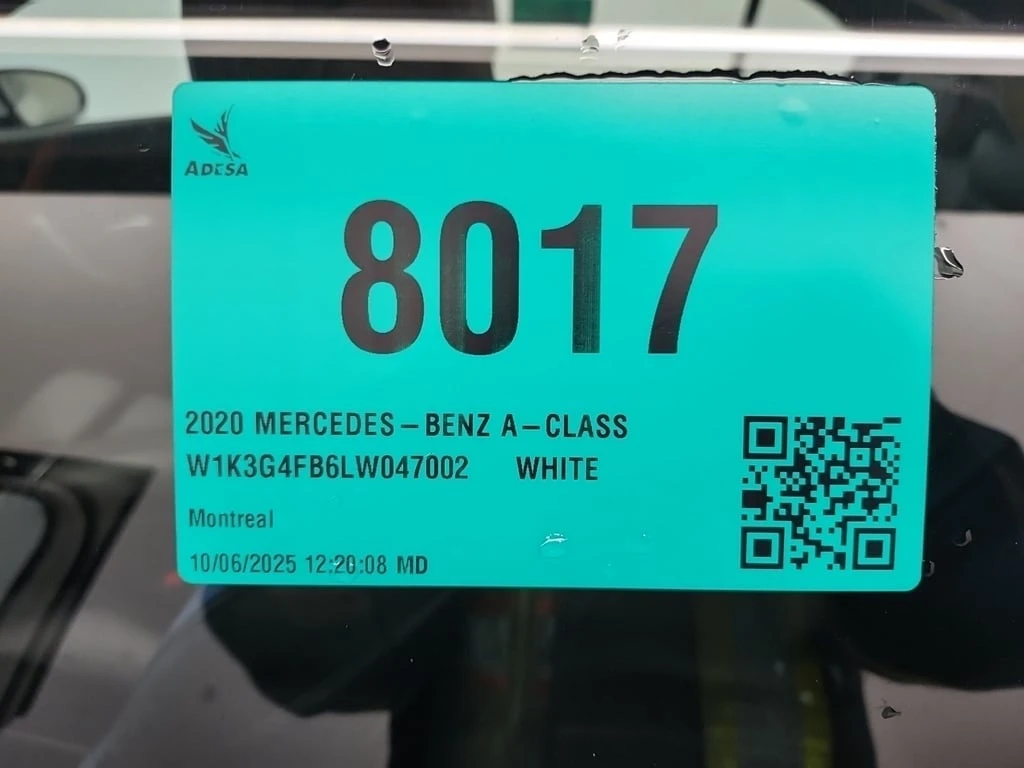 ADESA
8017
2020 MERCEDES-BENZ A-CLASS
W1K3G4FB6LW047002 WHITE
Montreal
10/06/2025 12:20:08 MD